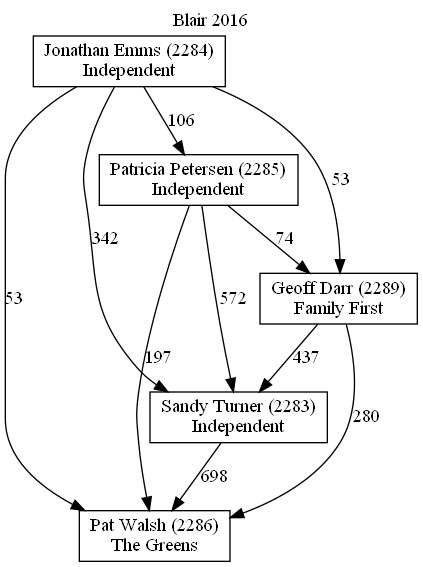 Blair 2016
Jonathan Emms (2284)
Independent
106
Patricia Petersen (2285)
Independent
53
342
74
Geoff Darr (2289)
Family First
53
572
197
437
Sandy Turner (2283)
Independent
280
698
Pat Walsh (2286)
The Greens